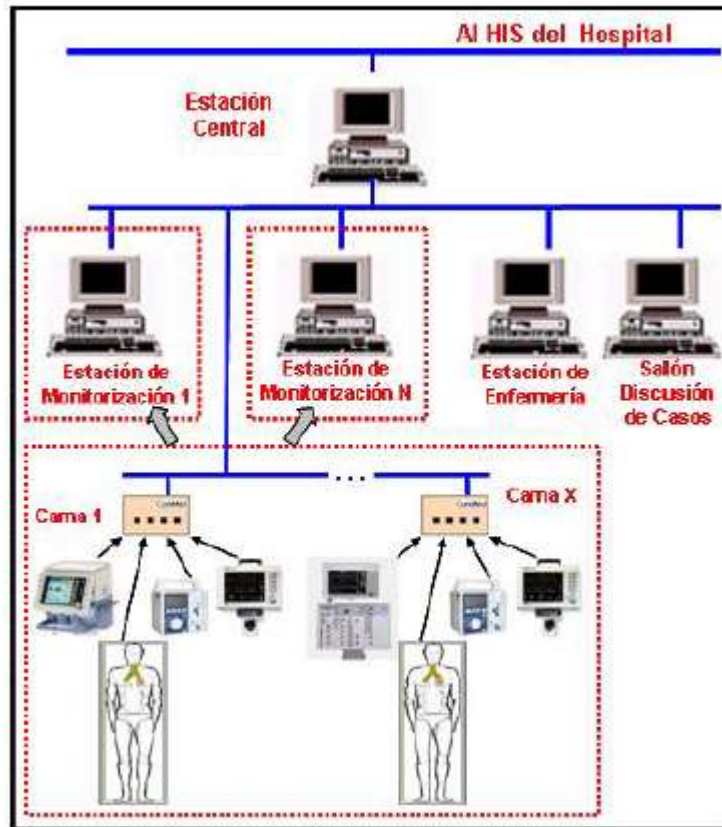 Al HIS del Hospital
Estación
Central
Estación de
Monitorización 1
Estación de
Monitorización N
Estación de
Enfermería
Salón
Discusión
de Casos
...
Cama 1
Cama X